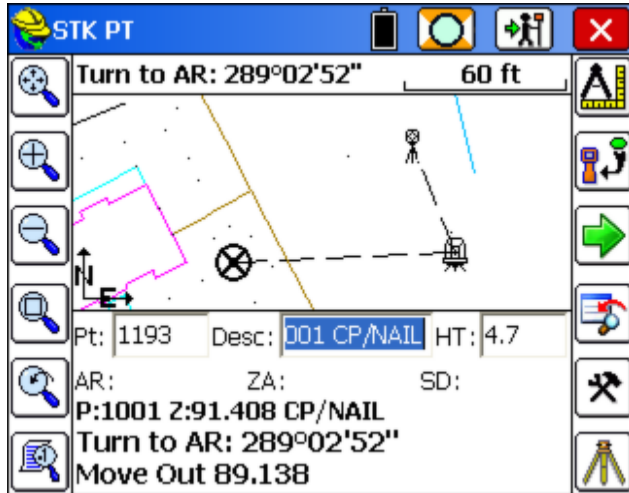 STK PT
Turn to AR: 289°02'52" 60 ft
N
E
Pt: 1193 Desc: 001 CP/NAIL HT: 4.7
AR: ZA: SD:
P:1001 Z:91.408 CP/NAIL
Turn to AR: 289°02'52"
Move Out 89.138